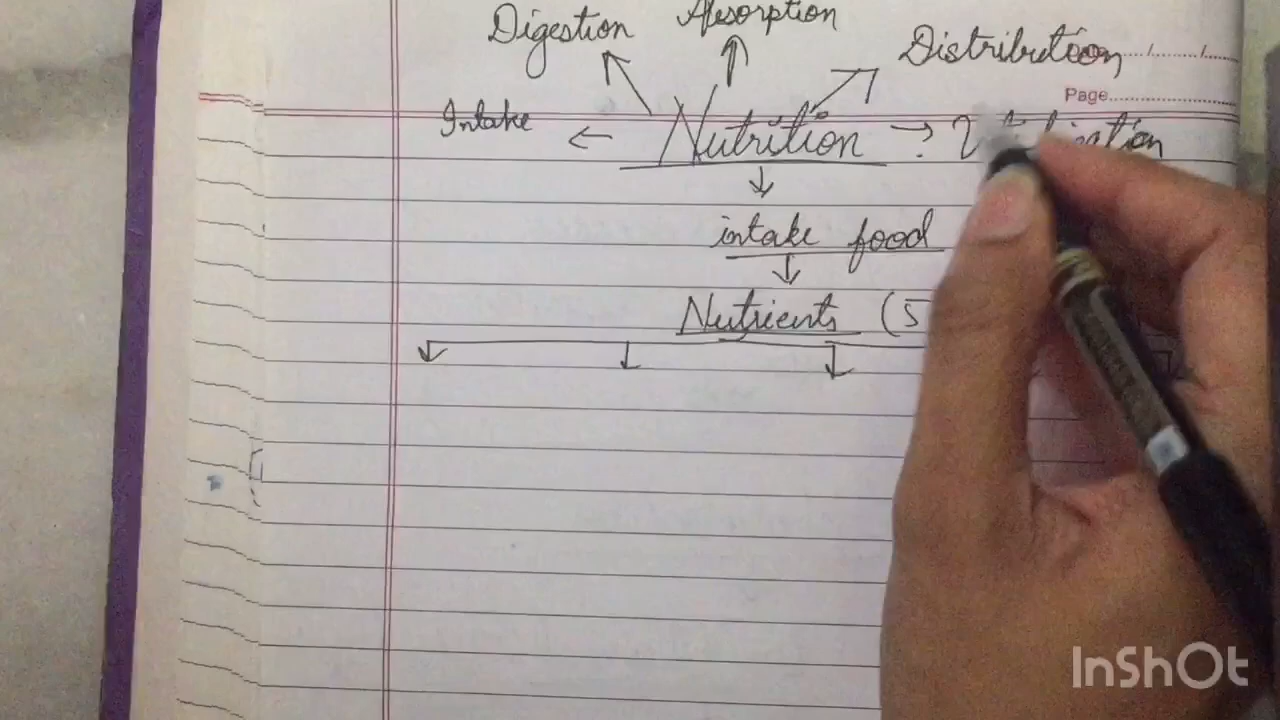 Digestion Absorption
Distribution
Page
Intake Nutrition
intake food
Nutrients (5
InShOt